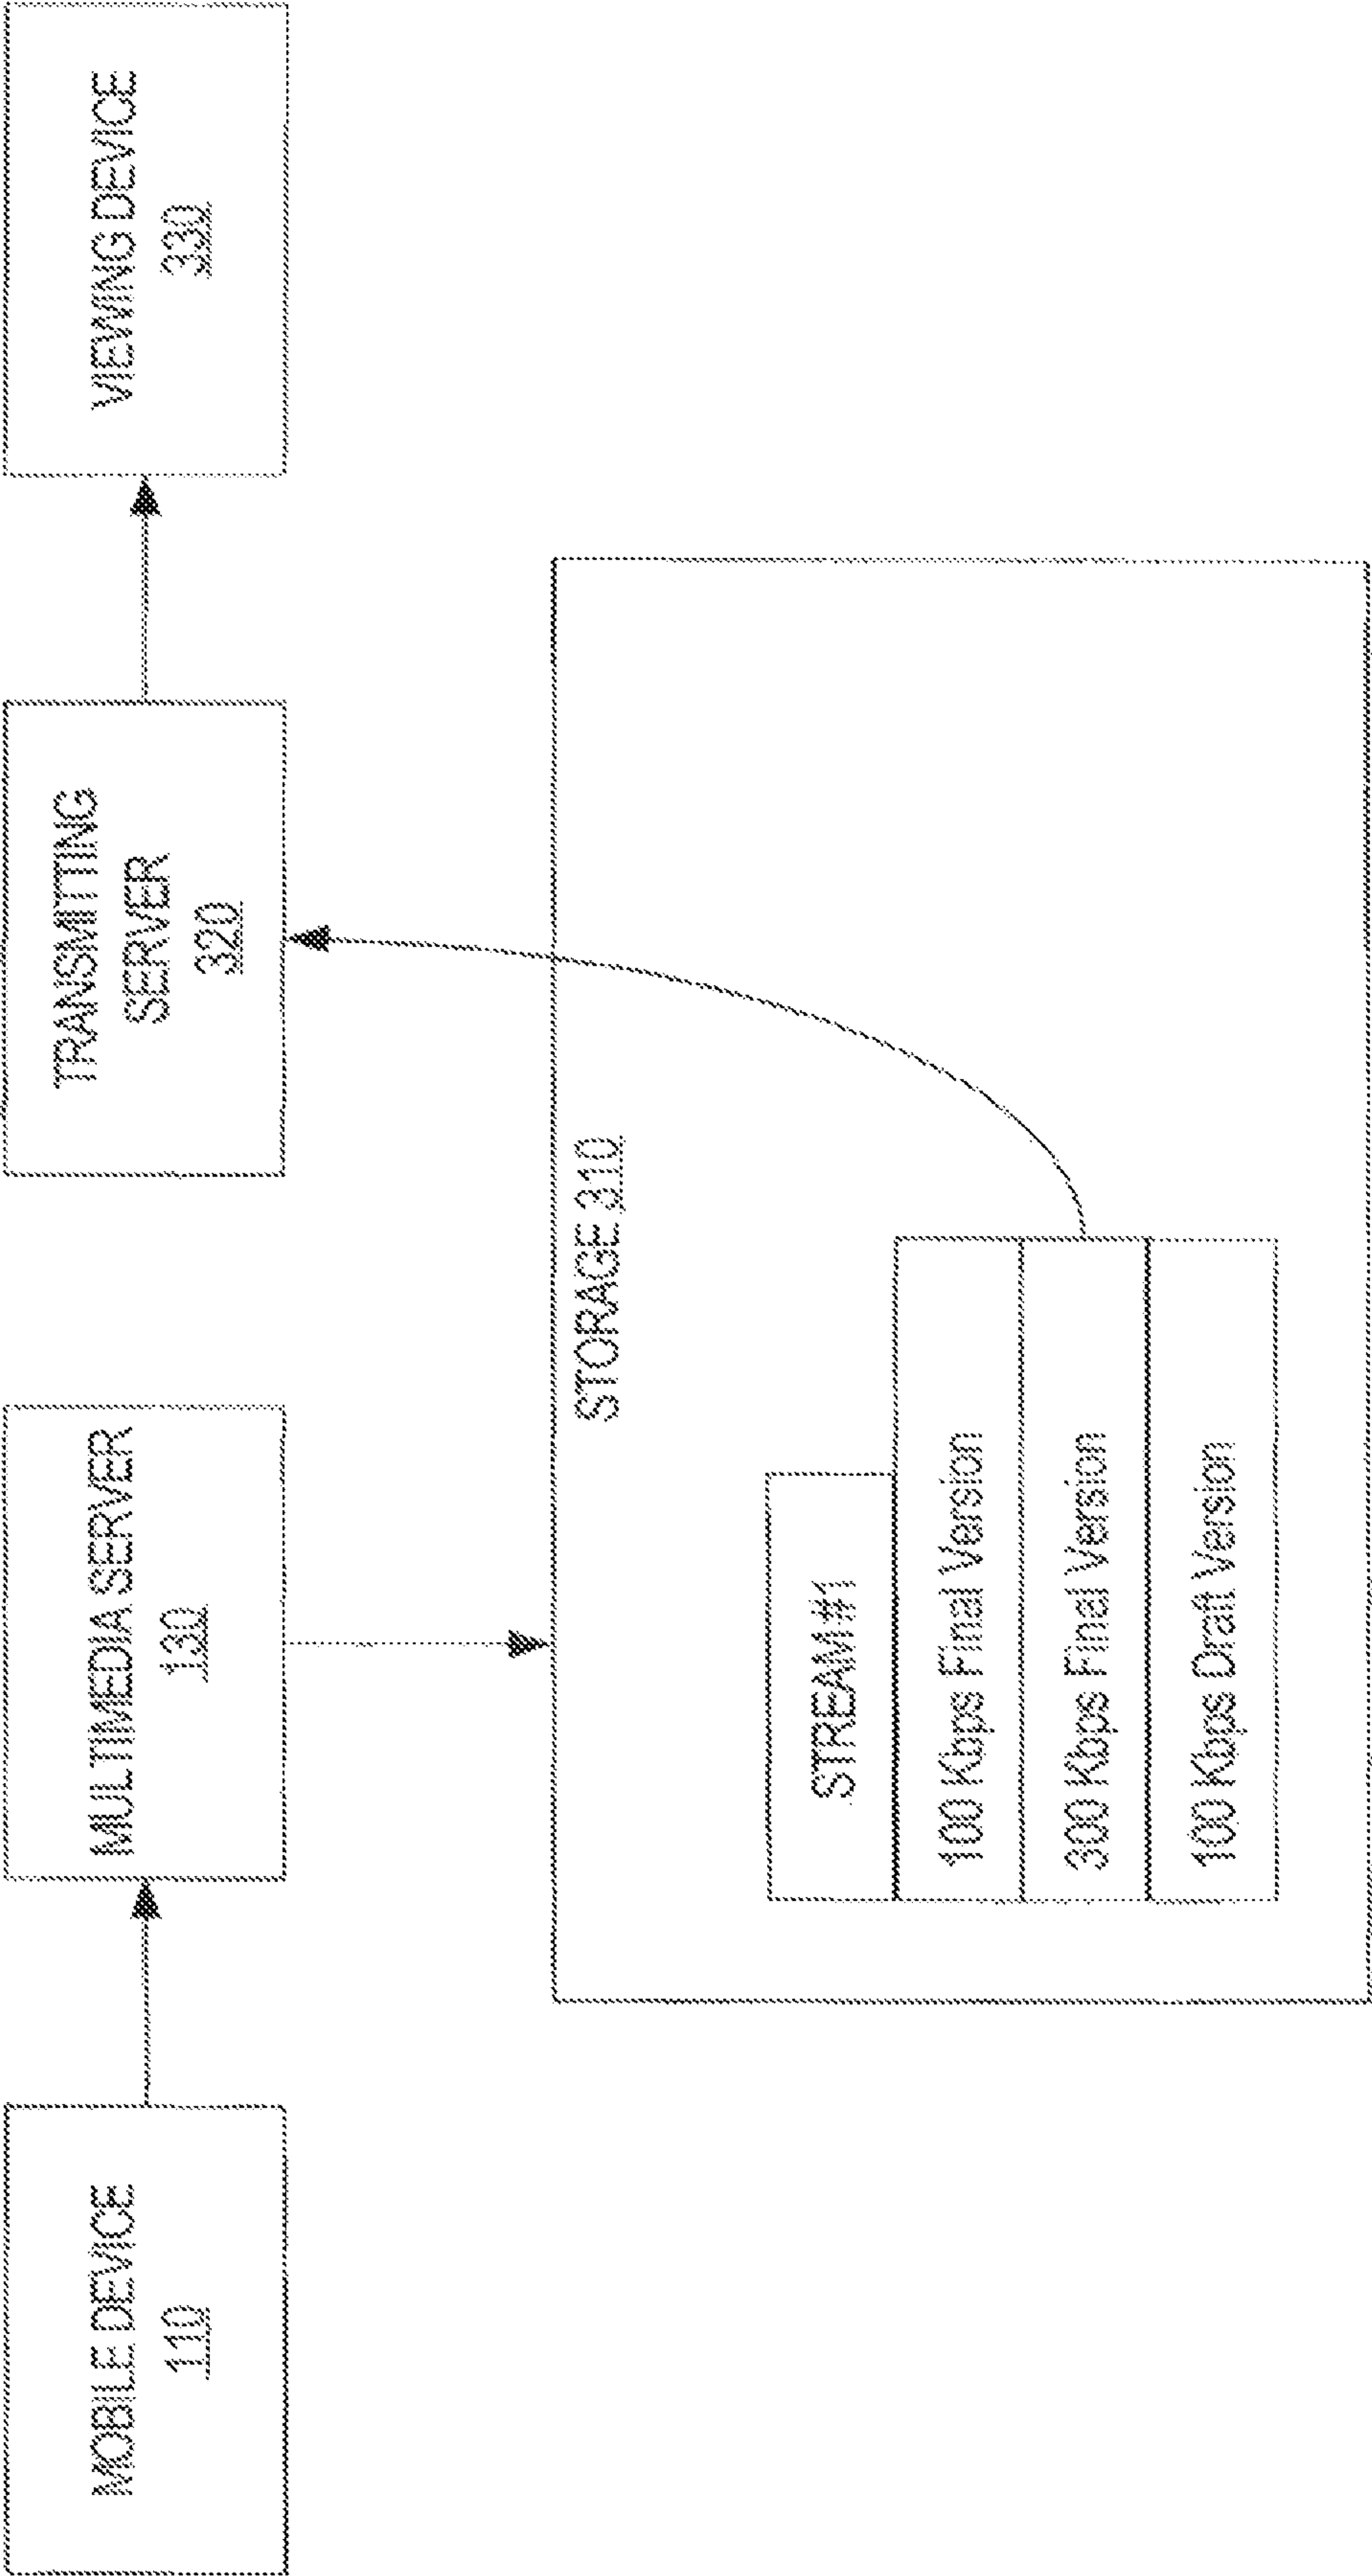 MOBILE DEVICE
110
MULTIMEDIA SERVER
130
TRANSMITTING
SERVER
320
VIEWING DEVICE
330
STORAGE 310
STREAM #1
100 Kbps Final Version
300 Kbps Final Version
100 Kbps Draft Version